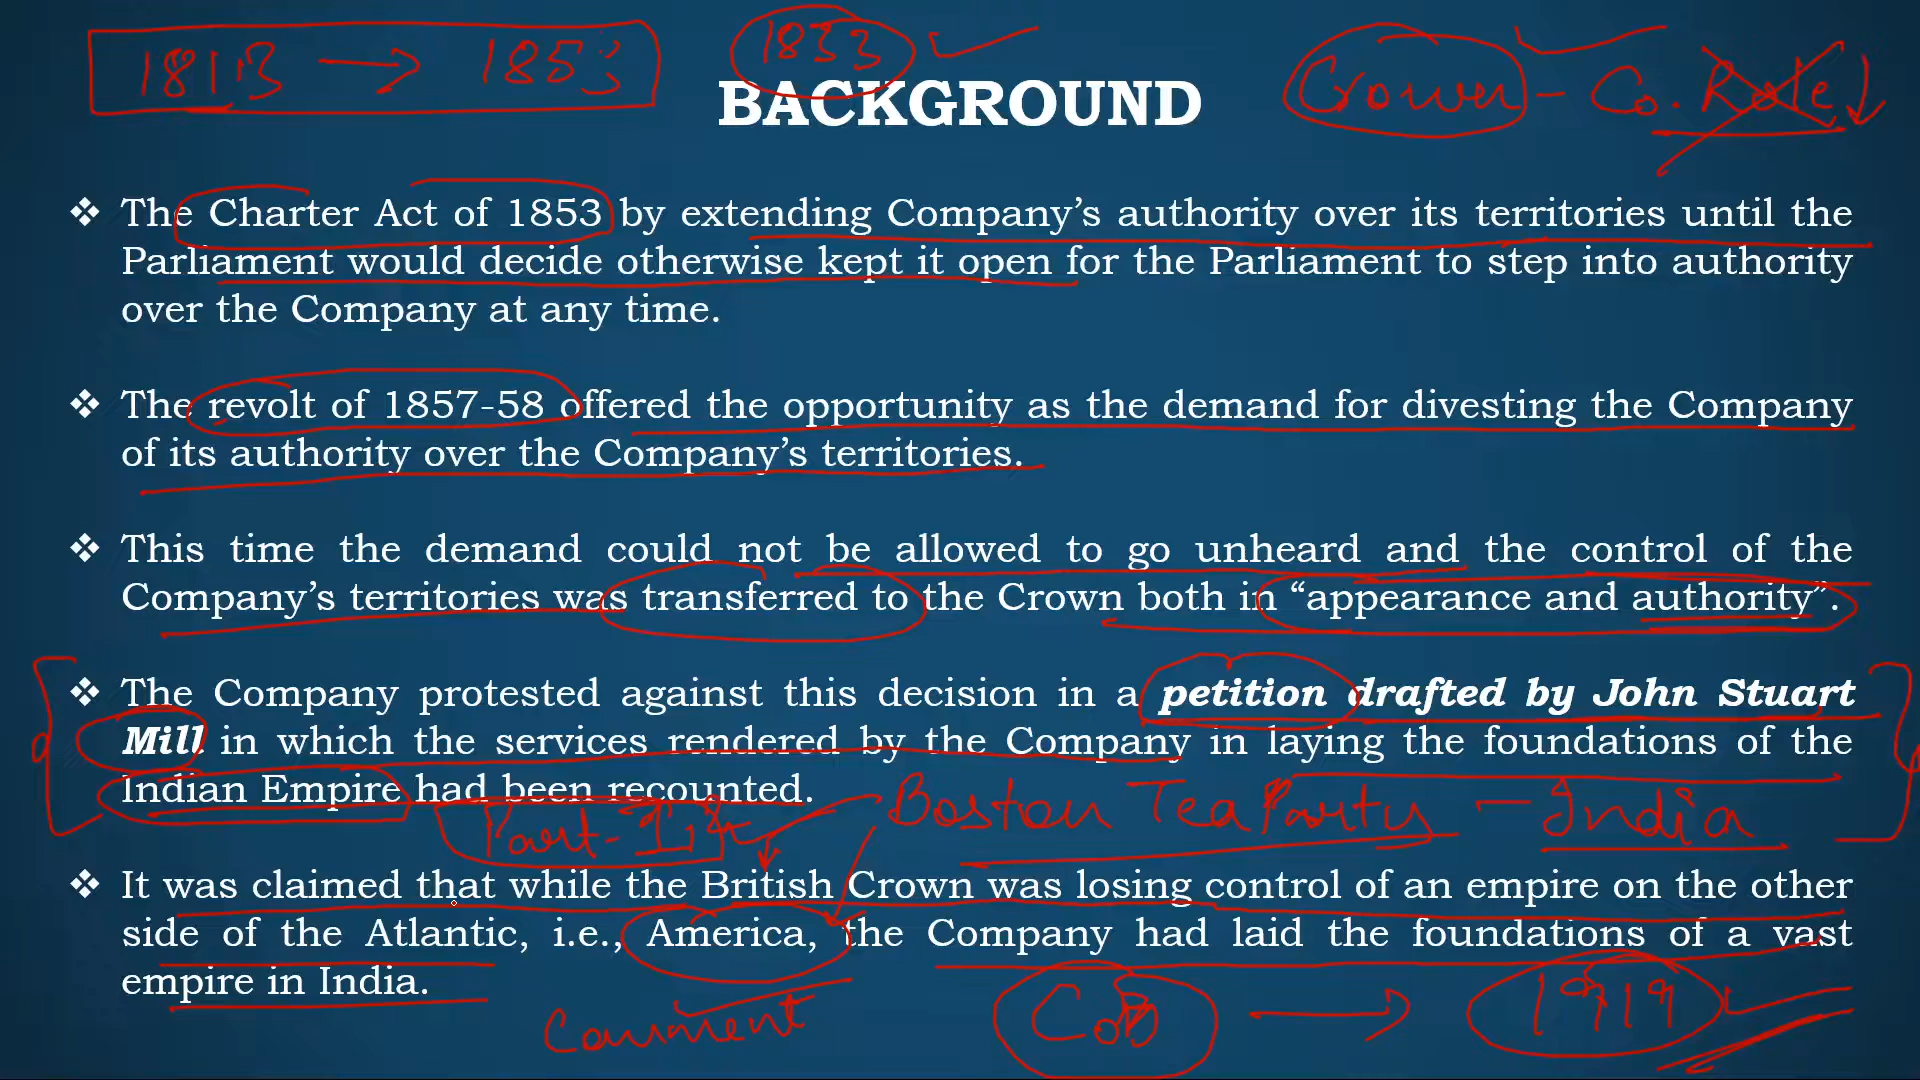 1813 → 1853
1833
Crown - Co. Role ↓
BACKGROUND
❖ The Charter Act of 1853 by extending Company’s authority over its territories until the
Parliament would decide otherwise kept it open for the Parliament to step into authority
over the Company at any time.
❖ The revolt of 1857-58 offered the opportunity as the demand for divesting the Company
of its authority over the Company’s territories.
❖ This time the demand could not be allowed to go unheard and the control of the
Company’s territories was transferred to the Crown both in “appearance and authority”.
❖ The Company protested against this decision in a petition drafted by John Stuart
Mill in which the services rendered by the Company in laying the foundations of the
Indian Empire had been recounted.
Boston Tea Party - India
❖ It was claimed that while the British Crown was losing control of an empire on the other
side of the Atlantic, i.e., America, the Company had laid the foundations of a vast
empire in India.
Comment
CoD → 1919